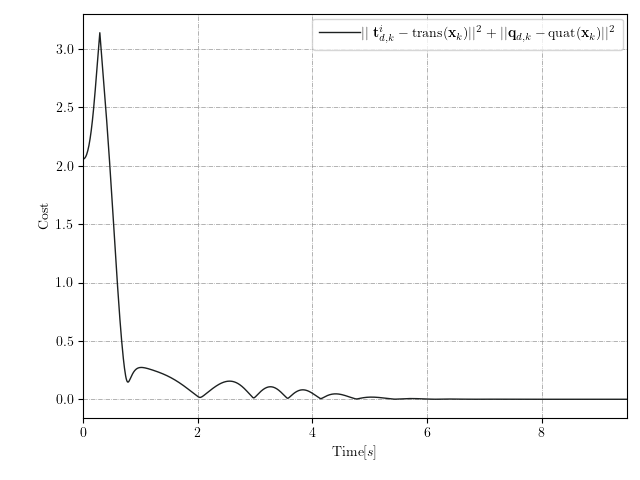 || t^i_{d,k} − trans(x_k)||^2 + ||q_{d,k} − quat(x_k)||^2
3.0
2.5
2.0
1.5
1.0
0.5
0.0
Cost
0 2 4 6 8
Time[s]